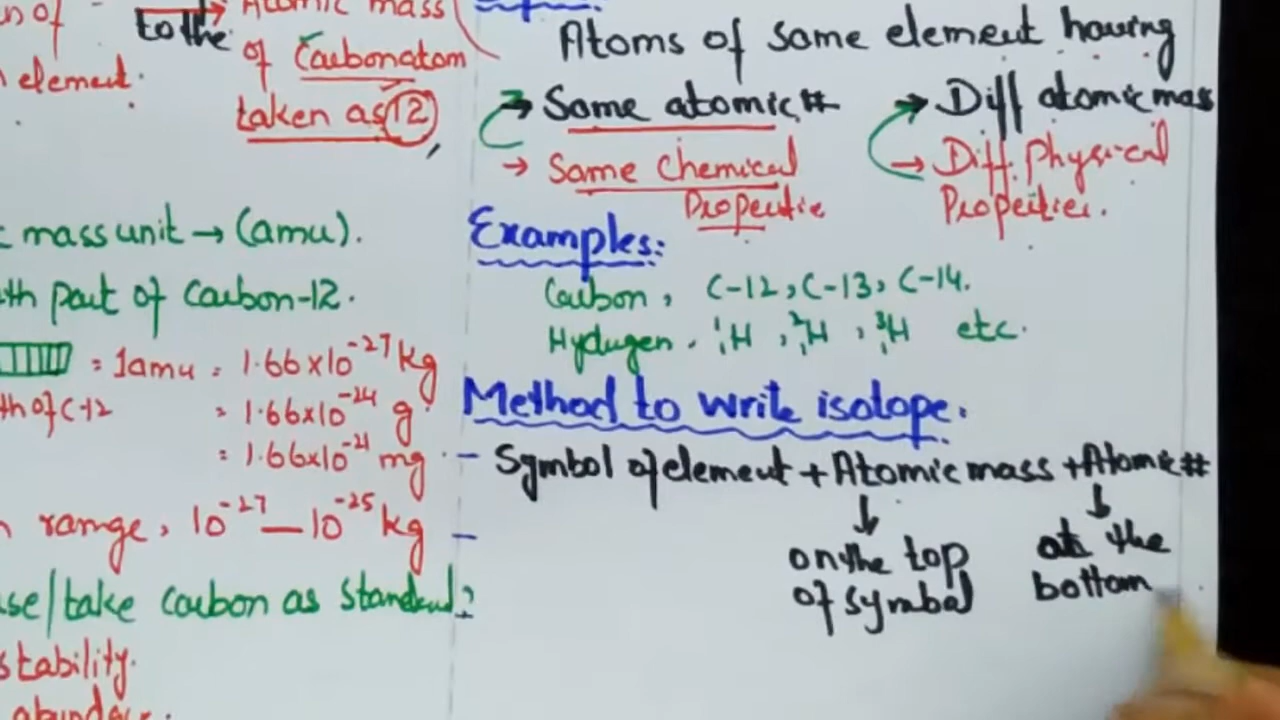 to the → Atomic mass
of Carbon atom
element.
taken as 12,
mass unit → (amu).
th part of Carbon-12.
= 1amu = 1.66x10⁻²⁷ kg
th of C-12 = 1.66x10⁻²⁴ g.
= 1.66x10⁻²¹ mg.
range, 10⁻²⁷ — 10⁻²⁵ kg
se/take carbon as standard?
stability.
Atoms of same element having
→ Same atomic #
→ Diff atomic mass
→ Same Chemical
Propertie
→ Diff. physical
Properties.
Examples:
Carbon, C-12, C-13, C-14.
Hydrogen. ¹₁H, ²₁H, ³₁H etc.
Method to write isotope.
- Symbol of element + Atomic mass + Atomic #
↓ ↓
on the top at the
of symbol bottom